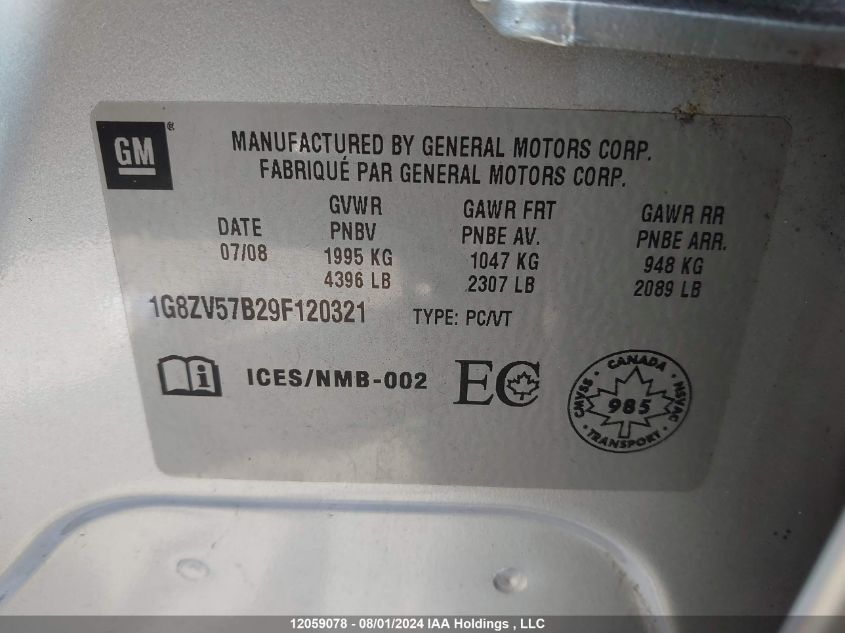 GM®
MANUFACTURED BY GENERAL MOTORS CORP.
FABRIQUÉ PAR GENERAL MOTORS CORP.
DATE
07/08
GVWR
PNBV
1995 KG
4396 LB
GAWR FRT
PNBE AV.
1047 KG
2307 LB
GAWR RR
PNBE ARR.
948 KG
2089 LB
1G8ZV57B29F120321 TYPE: PC/VT
i ICES/NMB-002 EC
CANADA
CMVSS · NSVAC
985
· TRANSPORT ·
12059078 - 08/01/2024 IAA Holdings , LLC